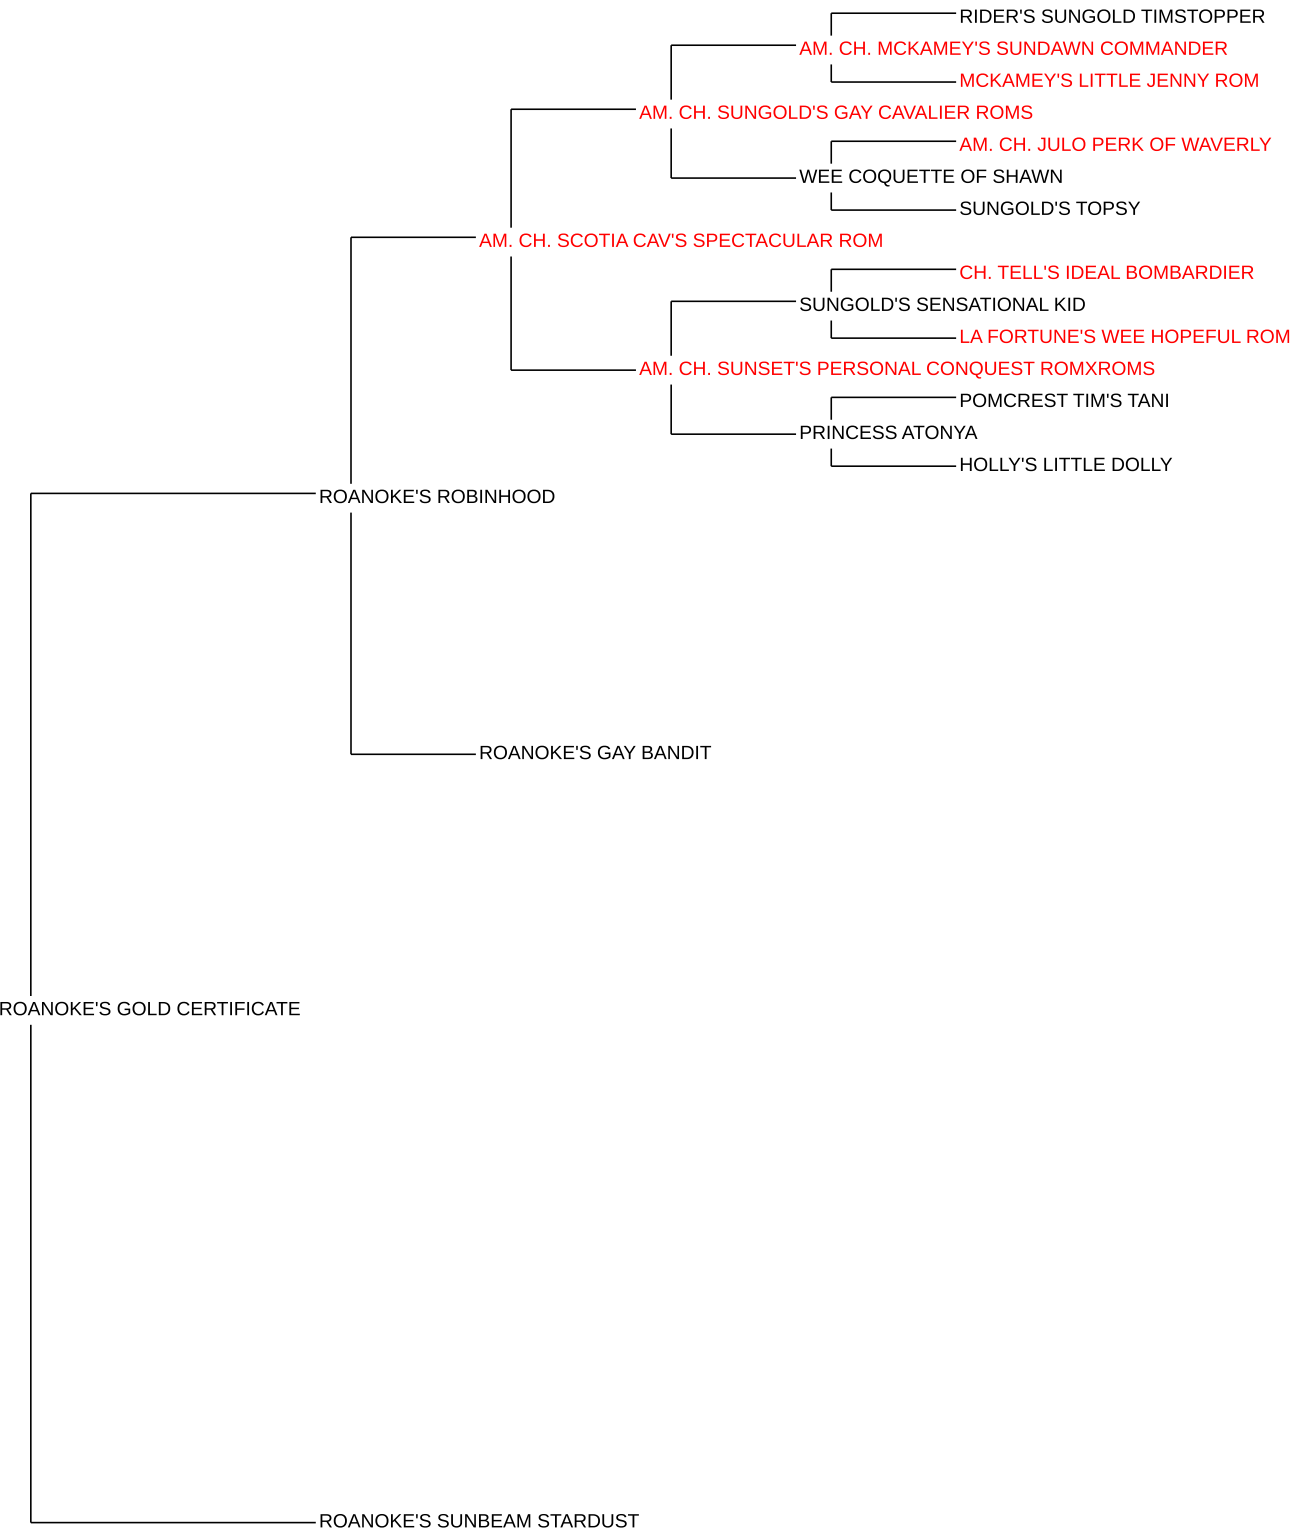 RIDER'S SUNGOLD TIMSTOPPER
AM. CH. MCKAMEY'S SUNDAWN COMMANDER
MCKAMEY'S LITTLE JENNY ROM
AM. CH. SUNGOLD'S GAY CAVALIER ROMS
AM. CH. JULO PERK OF WAVERLY
WEE COQUETTE OF SHAWN
SUNGOLD'S TOPSY
AM. CH. SCOTIA CAV'S SPECTACULAR ROM
CH. TELL'S IDEAL BOMBARDIER
SUNGOLD'S SENSATIONAL KID
LA FORTUNE'S WEE HOPEFUL ROM
AM. CH. SUNSET'S PERSONAL CONQUEST ROMXROMS
POMCREST TIM'S TANI
PRINCESS ATONYA
HOLLY'S LITTLE DOLLY
ROANOKE'S ROBINHOOD
ROANOKE'S GAY BANDIT
ROANOKE'S GOLD CERTIFICATE
ROANOKE'S SUNBEAM STARDUST